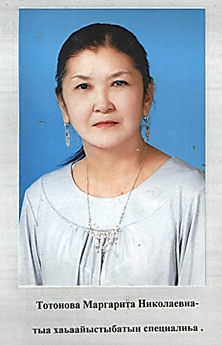 Тотонова Маргарита Николаевна-
тыа хаһаайыстыбатын специалиһа .